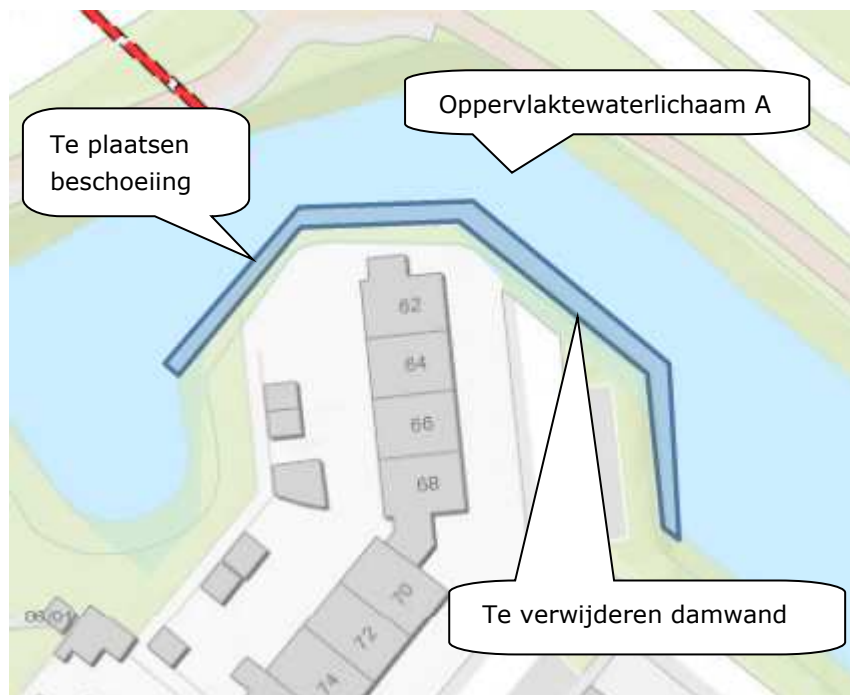 Oppervlaktewaterlichaam A
Te plaatsen
beschoeiing
62
64
66
68
70
72
74
Te verwijderen damwand